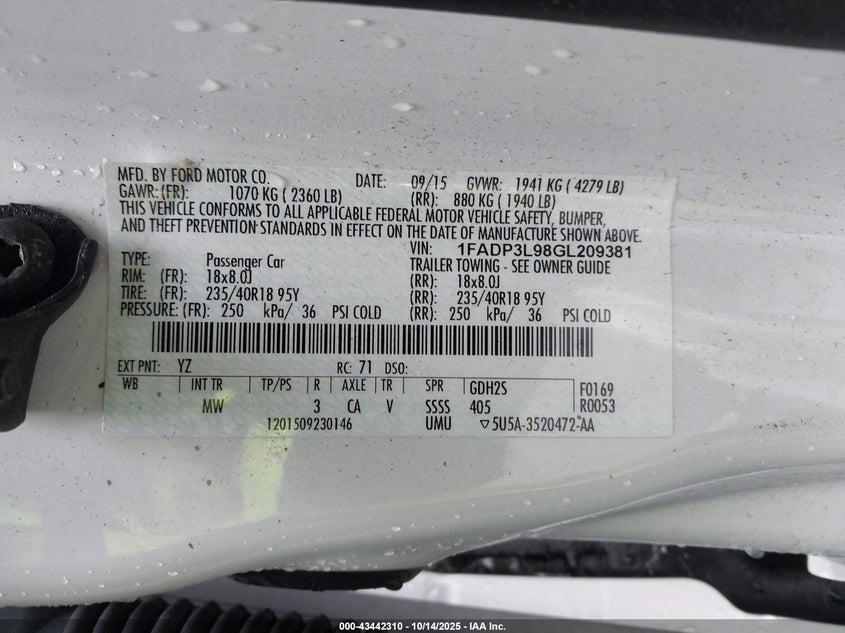 MFD. BY FORD MOTOR CO. DATE: 09/15 GVWR: 1941 KG ( 4279 LB)
GAWR: (FR): 1070 KG ( 2360 LB) (RR): 880 KG ( 1940 LB)
THIS VEHICLE CONFORMS TO ALL APPLICABLE FEDERAL MOTOR VEHICLE SAFETY, BUMPER,
AND THEFT PREVENTION STANDARDS IN EFFECT ON THE DATE OF MANUFACTURE SHOWN ABOVE.
VIN: 1FADP3L98GL209381
TYPE: Passenger Car TRAILER TOWING - SEE OWNER GUIDE
RIM: (FR): 18x8.0J (RR): 18x8.0J
TIRE: (FR): 235/40R18 95Y (RR): 235/40R18 95Y
PRESSURE: (FR): 250 kPa/ 36 PSI COLD (RR): 250 kPa/ 36 PSI COLD
EXT PNT: YZ RC: 71 DSO:
WB INT TR TP/PS R AXLE TR SPR GDH2S F0169
MW 3 CA V SSSS 405 R0053
1201509230146 UMU ▽5U5A-3520472-AA
000-43442310 - 10/14/2025 - IAA Inc.